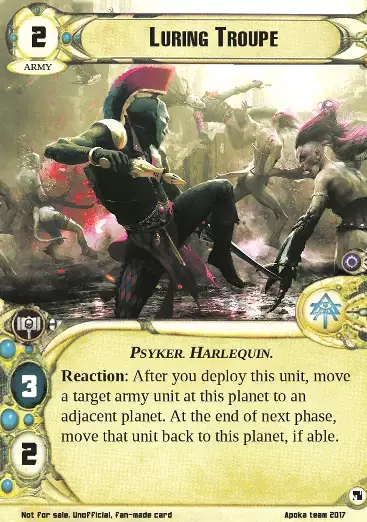 2
LURING TROUPE
ARMY
PSYKER. HARLEQUIN.
3
Reaction: After you deploy this unit, move
a target army unit at this planet to an
adjacent planet. At the end of next phase,
move that unit back to this planet, if able.
2
Not for sale. Unofficial, fan-made card
Apoka team 2017